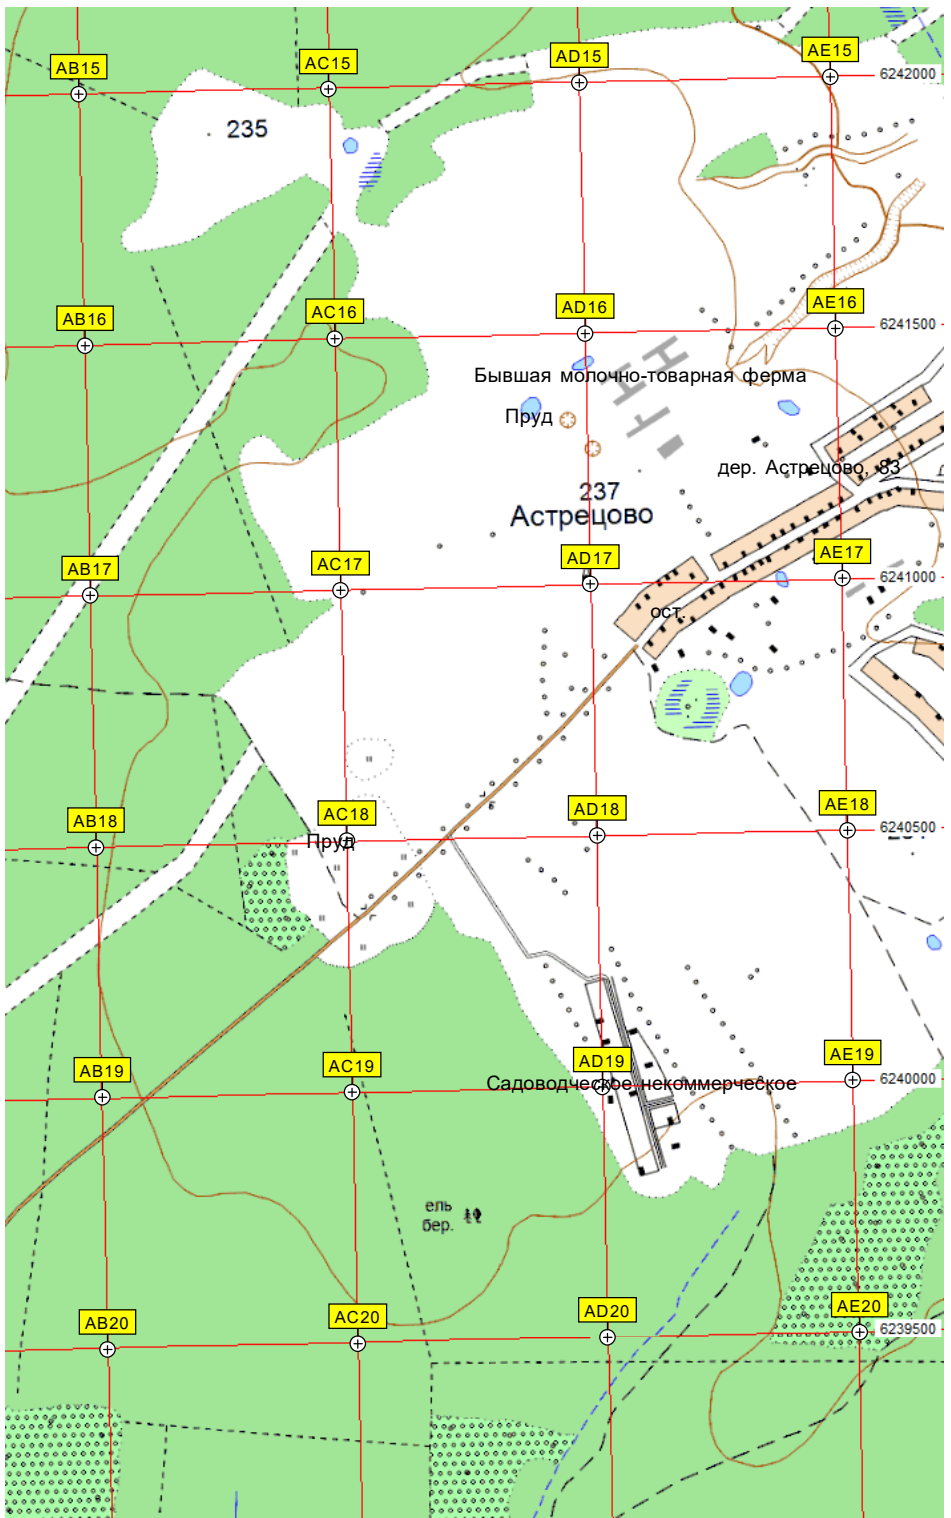 AB15
AC15
AD15
AE15
6242000
235
AB16
AC16
AD16
AE16
6241500
Бывшая молочно-товарная ферма
Пруд
дер. Астрецово, 83
237
Астрецово
AB17
AC17
AD17
AE17
6241000
ост.
AB18
AC18
AD18
AE18
6240500
Пруд
AB19
AC19
AD19
AE19
6240000
Садоводческое некоммерческое
ель
бер.
AB20
AC20
AD20
AE20
6239500